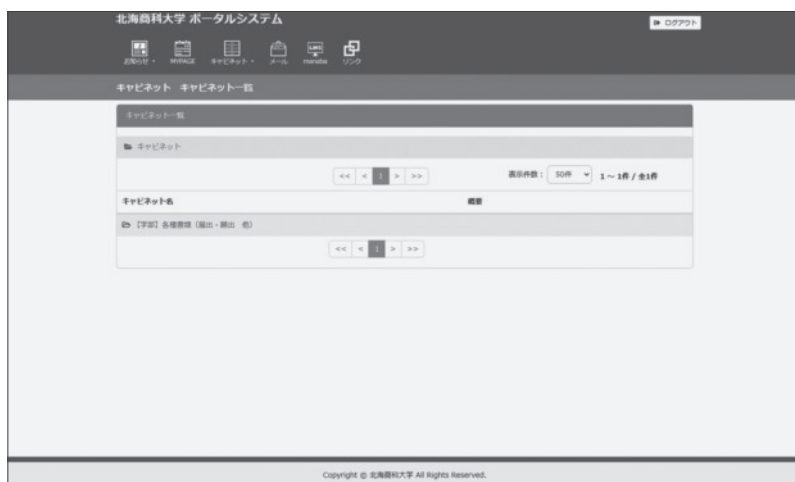 北海商科大学 ポータルシステム
ログアウト
お知らせ
MYPAGE
キャビネット
メール
manaba
リンク
キャビネット キャビネット一覧
キャビネット一覧
キャビネット
<< < 1 > >>
表示件数： 50件 1 ～ 1件 / 全1件
キャビネット名 概要
【学部】各種書類（届出・願出 他）
<< < 1 > >>
Copyright © 北海商科大学 All Rights Reserved.